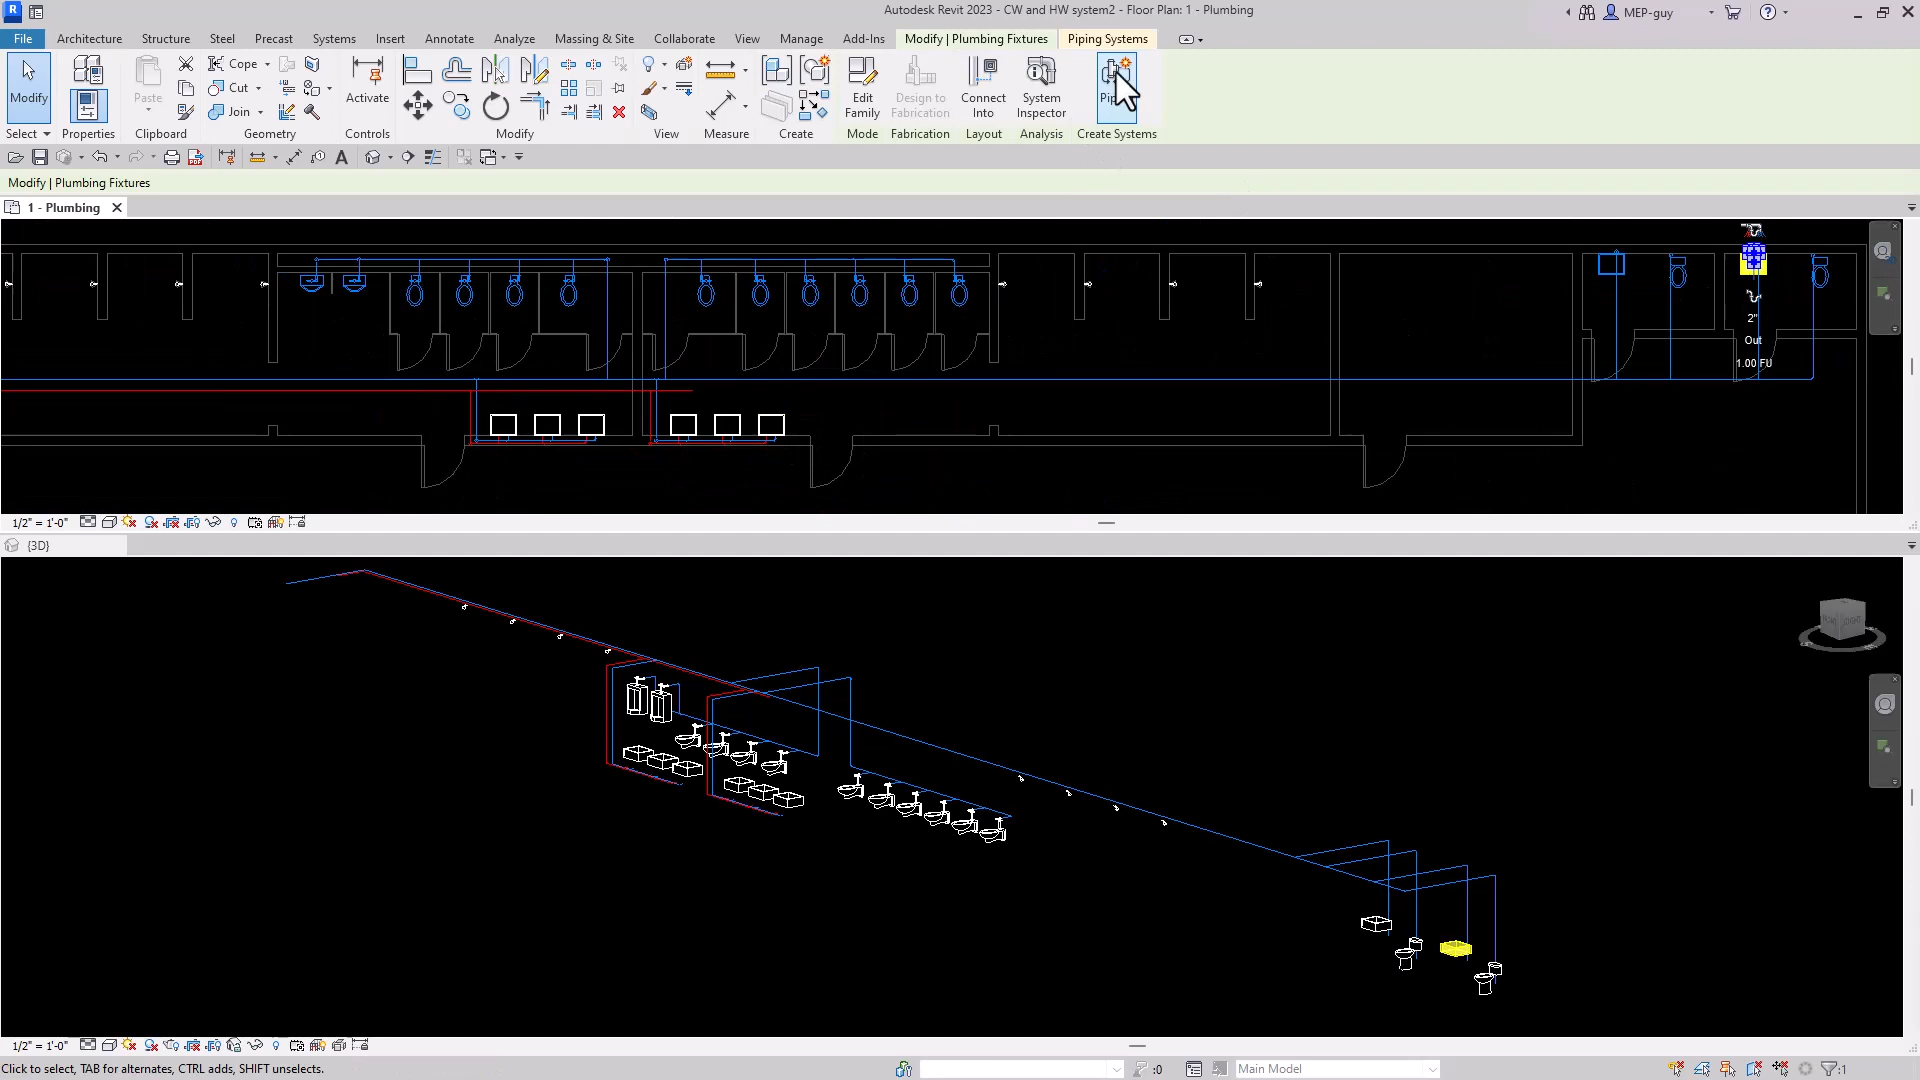 Autodesk Revit 2023 - CW and HW system2 - Floor Plan: 1 - Plumbing
MEP-guy
File Architecture Structure Steel Precast Systems Insert Annotate Analyze Massing & Site Collaborate View Manage Add-Ins Modify | Plumbing Fixtures Piping Systems
Modify
Paste
Cope
Cut
Join
Activate
Edit Family
Design to Fabrication
Connect Into
System Inspector
Select Properties Clipboard Geometry Controls Modify View Measure Create Mode Fabrication Layout Analysis Create Systems
Modify | Plumbing Fixtures
1 - Plumbing
2"
Out
1.00 FU
1/2" = 1'-0"
{3D}
1/2" = 1'-0"
Click to select, TAB for alternates, CTRL adds, SHIFT unselects.
:0
Main Model
:1